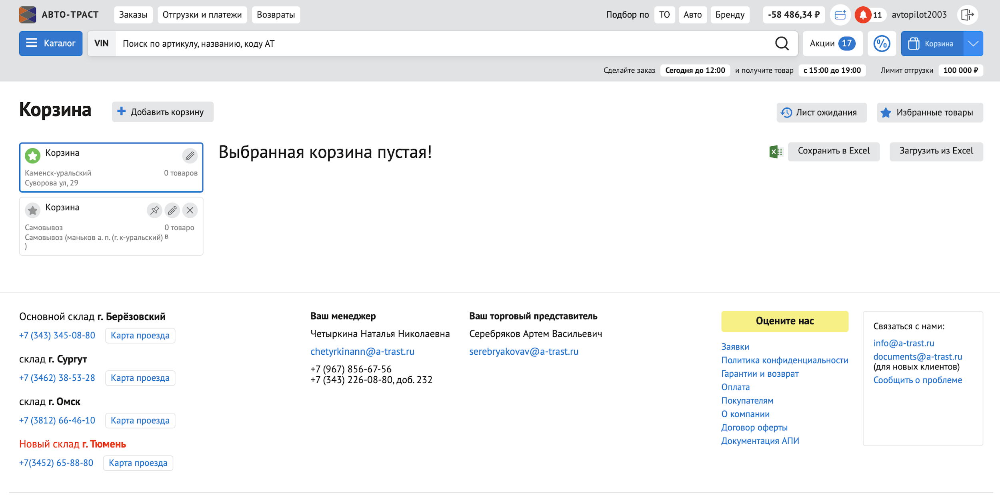 АВТО-ТРАСТ Заказы Отгрузки и платежи Возвраты Подбор по ТО Авто Бренду -58 486,34 ₽ 11 avtopilot2003
Каталог VIN Поиск по артикулу, названию, коду АТ Акции 17 % Корзина
Сделайте заказ Сегодня до 12:00 и получите товар с 15:00 до 19:00 Лимит отгрузки 100 000 ₽
Корзина Добавить корзину Лист ожидания Избранные товары
Корзина
Каменск-уральский 0 товаров
Суворова ул, 29
Корзина
Самовывоз 0 товаро
Самовывоз (маньков а. п. (г. к-уральский) в
)
Выбранная корзина пустая!
X Сохранить в Excel Загрузить из Excel
Основной склад г. Берёзовский
+7 (343) 345-08-80 Карта проезда
склад г. Сургут
+7 (3462) 38-53-28 Карта проезда
склад г. Омск
+7 (3812) 66-46-10 Карта проезда
Новый склад г. Тюмень
+7(3452) 65-88-80 Карта проезда
Ваш менеджер
Четыркина Наталья Николаевна
chetyrkinann@a-trast.ru
+7 (967) 856-67-56
+7 (343) 226-08-80, доб. 232
Ваш торговый представитель
Серебряков Артем Васильевич
serebryakovav@a-trast.ru
Оцените нас
Заявки
Политика конфиденциальности
Гарантии и возврат
Оплата
Покупателям
О компании
Договор оферты
Документация АПИ
Связаться с нами:
info@a-trast.ru
documents@a-trast.ru
(для новых клиентов)
Сообщить о проблеме